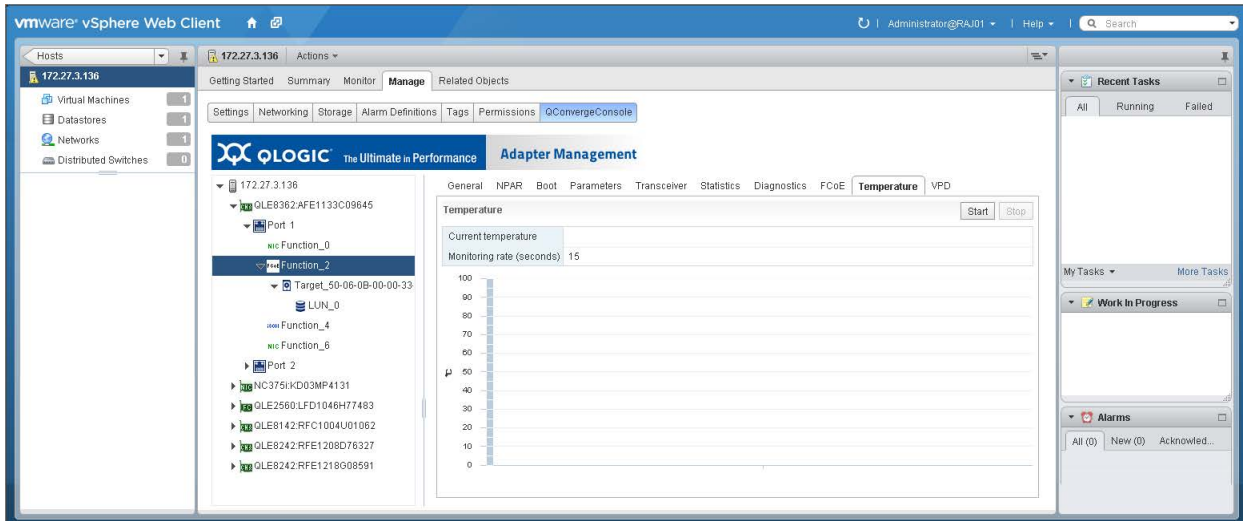 vmware® vSphere Web Client
Administrator@RAJ01 | Help | Search
Hosts
172.27.3.136 Actions
172.27.3.136
Virtual Machines 1
Datastores 1
Networks 1
Distributed Switches 0
Getting Started Summary Monitor Manage Related Objects
Settings Networking Storage Alarm Definitions Tags Permissions QConvergeConsole
QLOGIC The Ultimate in Performance Adapter Management
172.27.3.136
QLE8362:AFE1133C09645
Port 1
NIC Function_0
FCoE Function_2
Target_50-06-0B-00-00-33
LUN_0
Function_4
NIC Function_6
Port 2
NC375i:KD03MP4131
QLE2560:LFD1046H77483
QLE8142:RFC1004U01062
QLE8242:RFE1208D76327
QLE8242:RFE1218G08591
General NPAR Boot Parameters Transceiver Statistics Diagnostics FCoE Temperature VPD
Temperature Start Stop
Current temperature
Monitoring rate (seconds) 15
100
90
80
70
60
50
40
30
20
10
0
C
Recent Tasks
All Running Failed
My Tasks More Tasks
Work In Progress
Alarms
All (0) New (0) Acknowled...